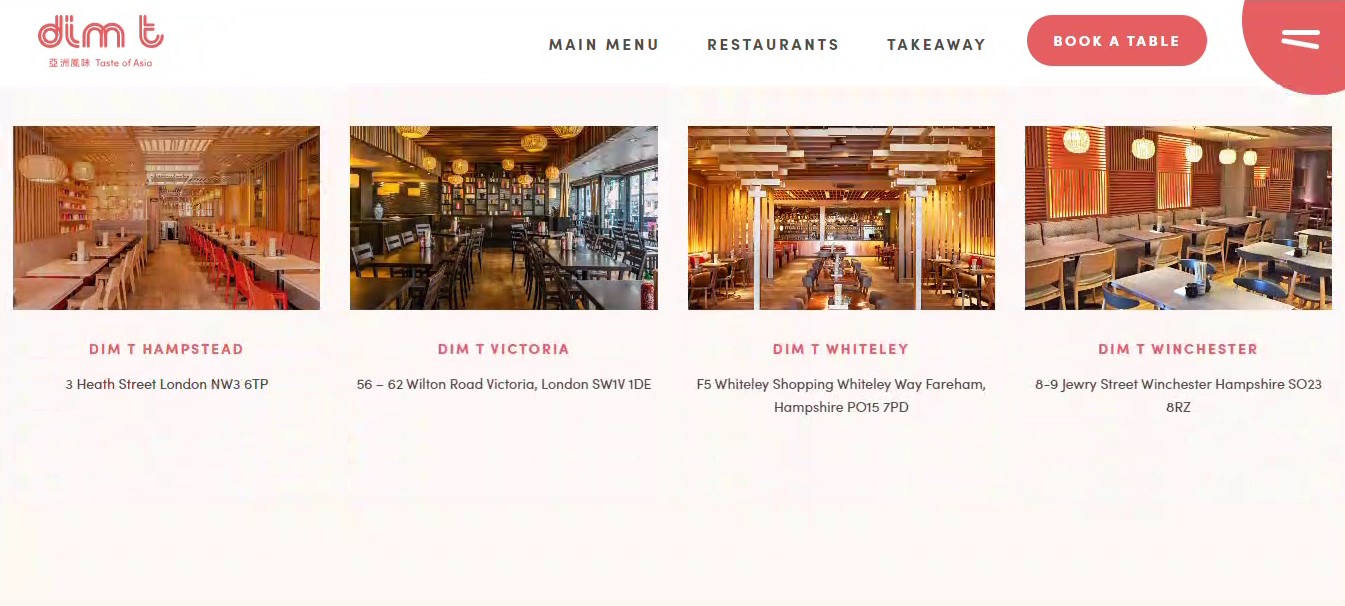 dim t
亞洲風味 Taste of Asia
MAIN MENU
RESTAURANTS
TAKEAWAY
BOOK A TABLE
DIM T HAMPSTEAD
3 Heath Street London NW3 6TP
DIM T VICTORIA
56 – 62 Wilton Road Victoria, London SW1V 1DE
DIM T WHITELEY
F5 Whiteley Shopping Whiteley Way Fareham,
Hampshire PO15 7PD
DIM T WINCHESTER
8-9 Jewry Street Winchester Hampshire SO23
8RZ